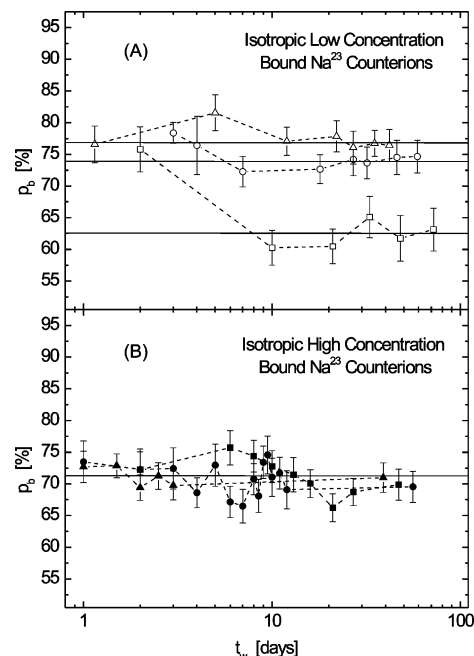 (A)
Isotropic Low Concentration
Bound Na²³ Counterions
95
90
85
80
75
70
65
60
55
p_b [%]
(B)
Isotropic High Concentration
Bound Na²³ Counterions
95
90
85
80
75
70
65
60
55
p_b [%]
1 10 100
t_w [days]